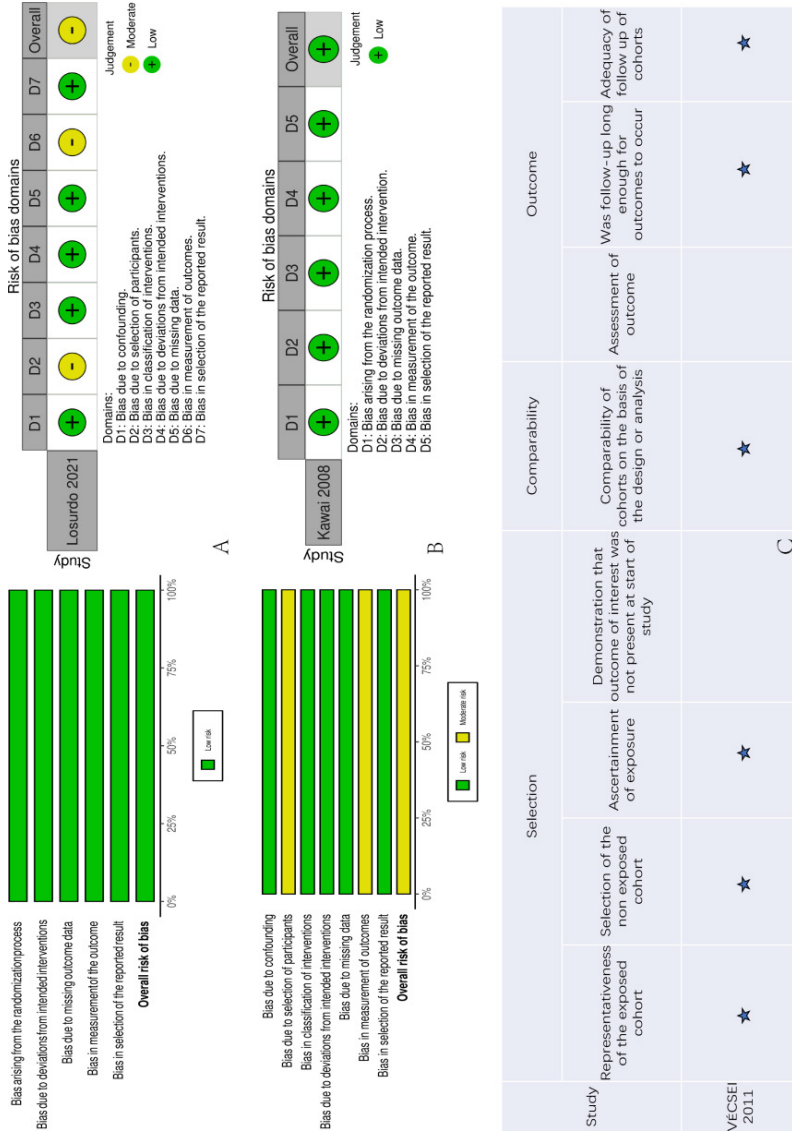 Bias arising from the randomization process
Bias due to deviations from intended interventions
Bias due to missing outcome data
Bias in measurement of the outcome
Bias in selection of the reported result
Overall risk of bias
0%
25%
50%
75%
100%
Low risk
Risk of bias domains
D1
D2
D3
D4
D5
D6
D7
Overall
Study
Losurdo 2021
+
-
+
+
+
-
+
-
Domains:
D1: Bias due to confounding.
D2: Bias due to selection of participants.
D3: Bias in classification of interventions.
D4: Bias due to deviations from intended interventions.
D5: Bias due to missing data.
D6: Bias in measurement of outcomes.
D7: Bias in selection of the reported result.
Judgement
- Moderate
+ Low
A
Bias due to confounding
Bias due to selection of participants
Bias in classification of interventions
Bias due to deviations from intended interventions
Bias due to missing data
Bias in measurement of outcomes
Bias in selection of the reported result
Overall risk of bias
0%
25%
50%
75%
100%
Low risk
Moderate risk
Risk of bias domains
D1
D2
D3
D4
D5
Overall
Study
Kawai 2008
+
+
+
+
+
+
Domains:
D1: Bias arising from the randomization process.
D2: Bias due to deviations from intended intervention.
D3: Bias due to missing outcome data.
D4: Bias in measurement of the outcome.
D5: Bias in selection of the reported result.
Judgement
+ Low
B
Selection
Comparability
Outcome
Study
Representativeness
of the exposed
cohort
Selection of the
non exposed
cohort
Ascertainment
of exposure
Demonstration that
outcome of interest was
not present at start of
study
Comparability of
cohorts on the basis of
the design or analysis
Assessment of
outcome
Was follow-up long
enough for
outcomes to occur
Adequacy of
follow up of
cohorts
VÉCSEI
2011
C